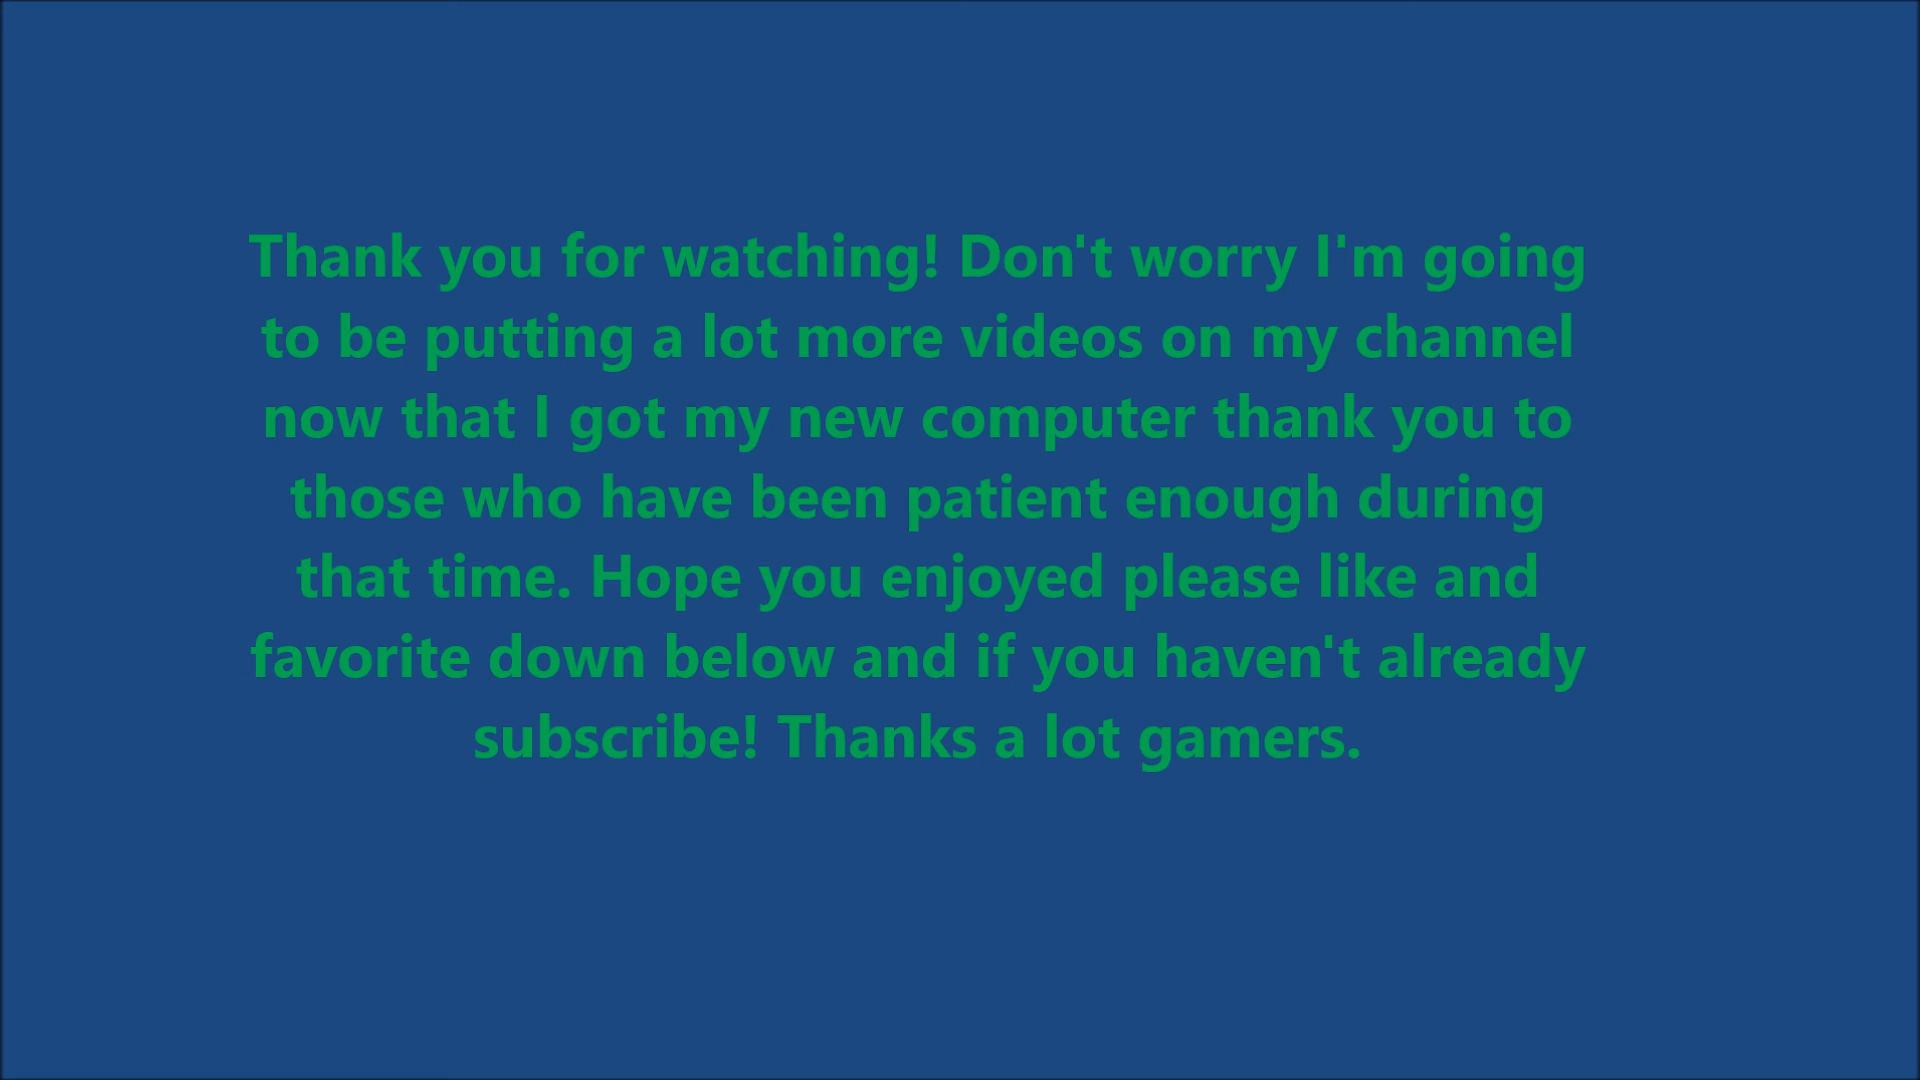 Thank you for watching! Don't worry I'm going
to be putting a lot more videos on my channel
now that I got my new computer thank you to
those who have been patient enough during
that time. Hope you enjoyed please like and
favorite down below and if you haven't already
subscribe! Thanks a lot gamers.